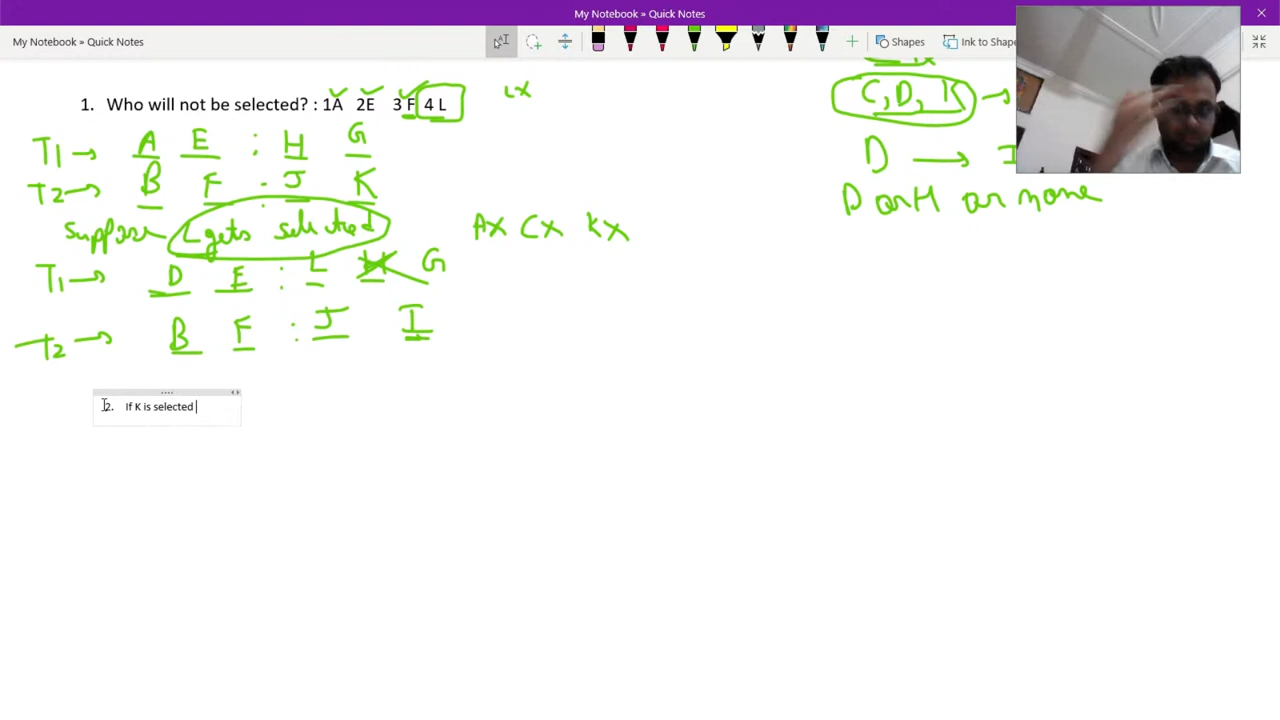 My Notebook » Quick Notes
My Notebook » Quick Notes
Shapes
Ink to Shape
1. Who will not be selected? : 1A 2E 3 F 4 L
LX
T1 → A E : H G
T2 → B F : J K
Suppose L gets selected
AX CX KX
T1 → D E : L H G
T2 → B F : J I
2. If K is selected
C, D, K →
D → I
D or H or none